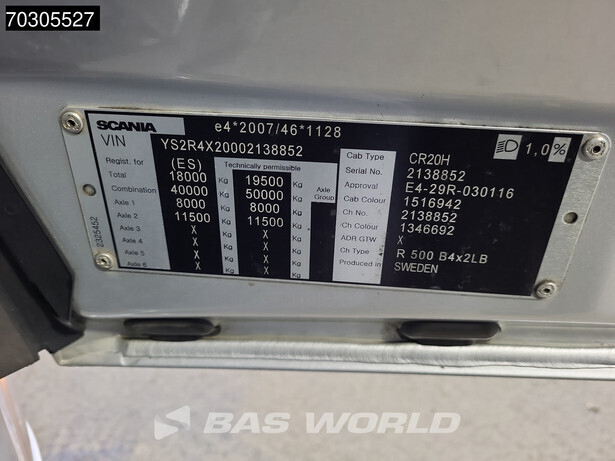 70305527
SCANIA e4*2007/46*1128
VIN YS2R4X20002138852
Regist. for (ES) Technically permissible
Total 18000 Kg 19500 Kg
Combination 40000 Kg 50000 Kg Axle Group
Axle 1 8000 Kg 8000 Kg
Axle 2 11500 Kg 11500 Kg
Axle 3 X Kg X Kg
Axle 4 X Kg X Kg
Axle 5 X Kg X Kg
Axle 6 X Kg X Kg
2325452
Cab Type CR20H
Serial No. 2138852
Approval E4-29R-030116
Cab Colour 1516942
Ch No. 2138852
Ch Colour 1346692
ADR GTW X
Ch Type R 500 B4x2LB
Produced in SWEDEN
1,0%
BAS WORLD